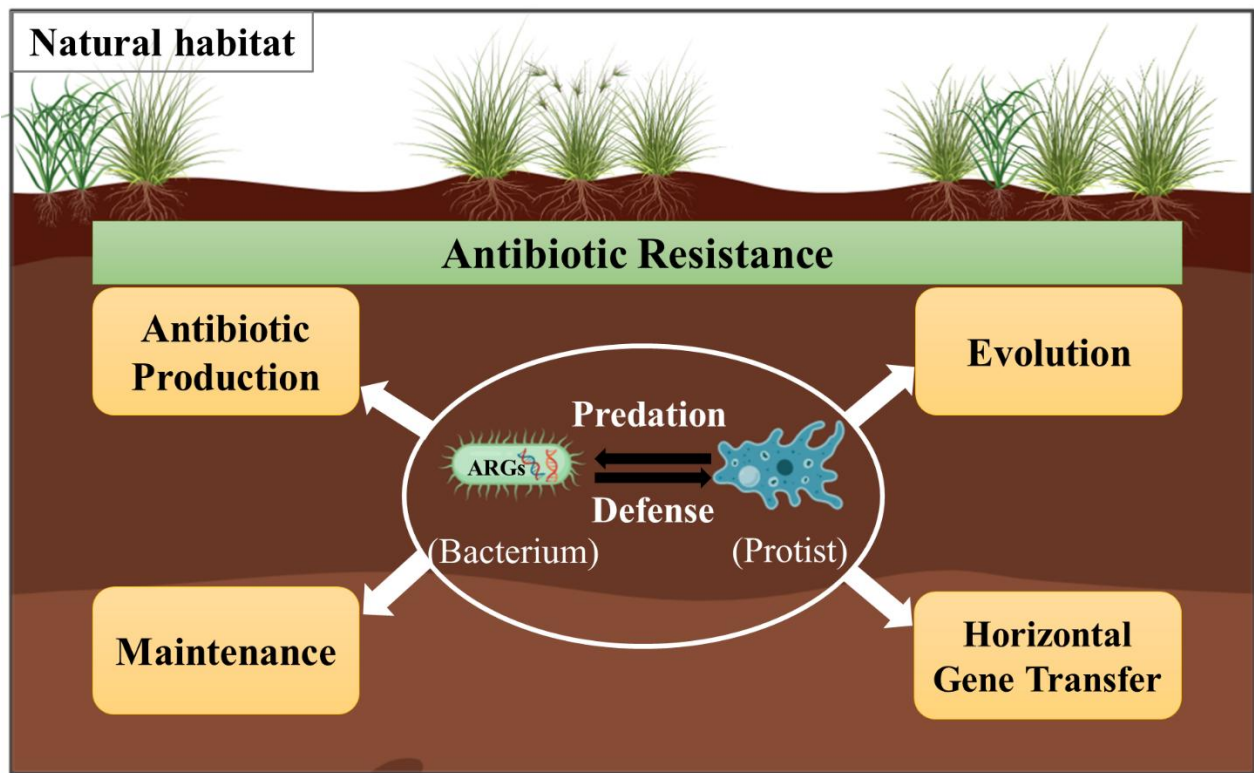 Natural habitat
Antibiotic Resistance
Antibiotic
Production
Evolution
Predation
ARGs
Defense
(Bacterium)
(Protist)
Maintenance
Horizontal
Gene Transfer